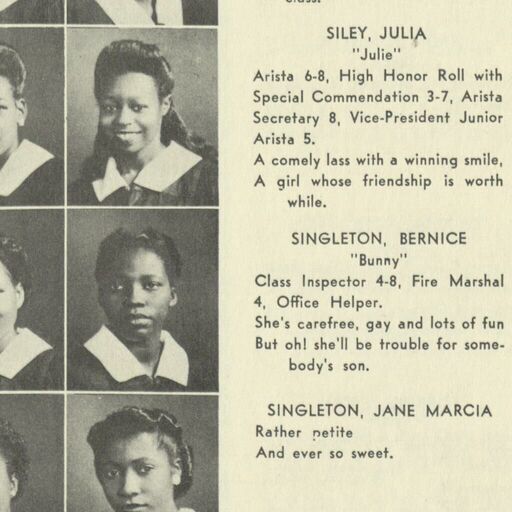 class.
SILEY, JULIA
"Julie"
Arista 6-8, High Honor Roll with
Special Commendation 3-7, Arista
Secretary 8, Vice-President Junior
Arista 5.
A comely lass with a winning smile,
A girl whose friendship is worth
while.
SINGLETON, BERNICE
"Bunny"
Class Inspector 4-8, Fire Marshal
4, Office Helper.
She's carefree, gay and lots of fun
But oh! she'll be trouble for some-
body's son.
SINGLETON, JANE MARCIA
Rather petite
And ever so sweet.